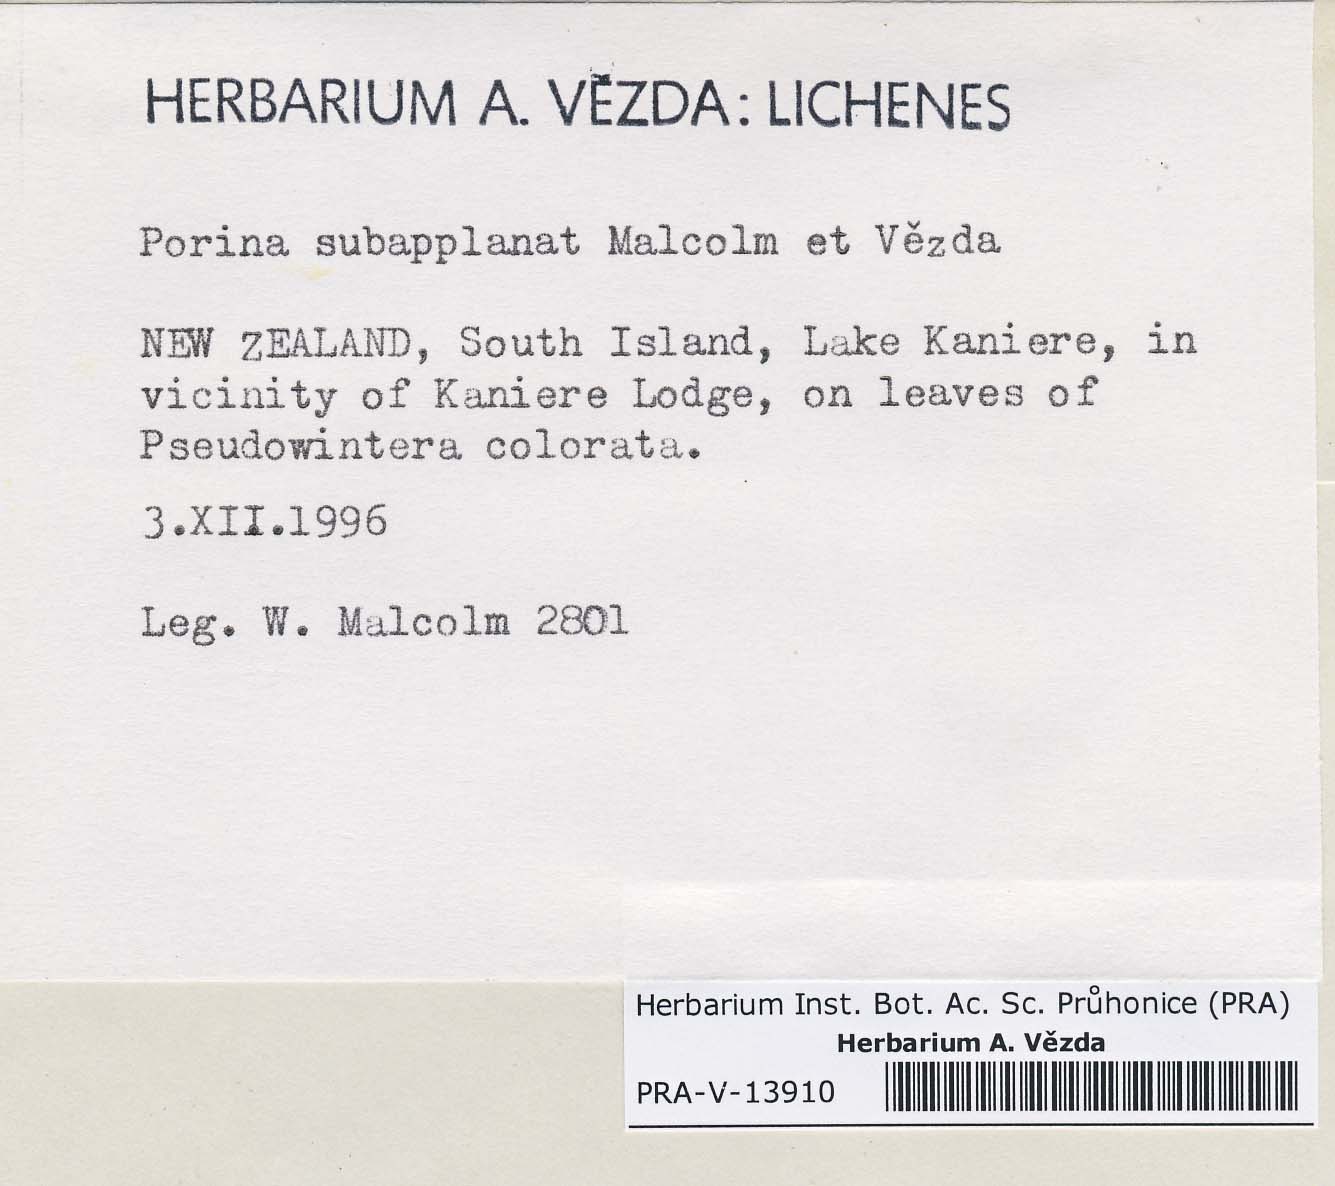 HERBARIUM A. VĚZDA: LICHENES
Porina subapplanat Malcolm et Vězda
NEW ZEALAND, South Island, Lake Kaniere, in
vicinity of Kaniere Lodge, on leaves of
Pseudowintera colorata.
3.XII.1996
Leg. W. Malcolm 2801
Herbarium Inst. Bot. Ac. Sc. Průhonice (PRA)
Herbarium A. Vězda
PRA-V-13910